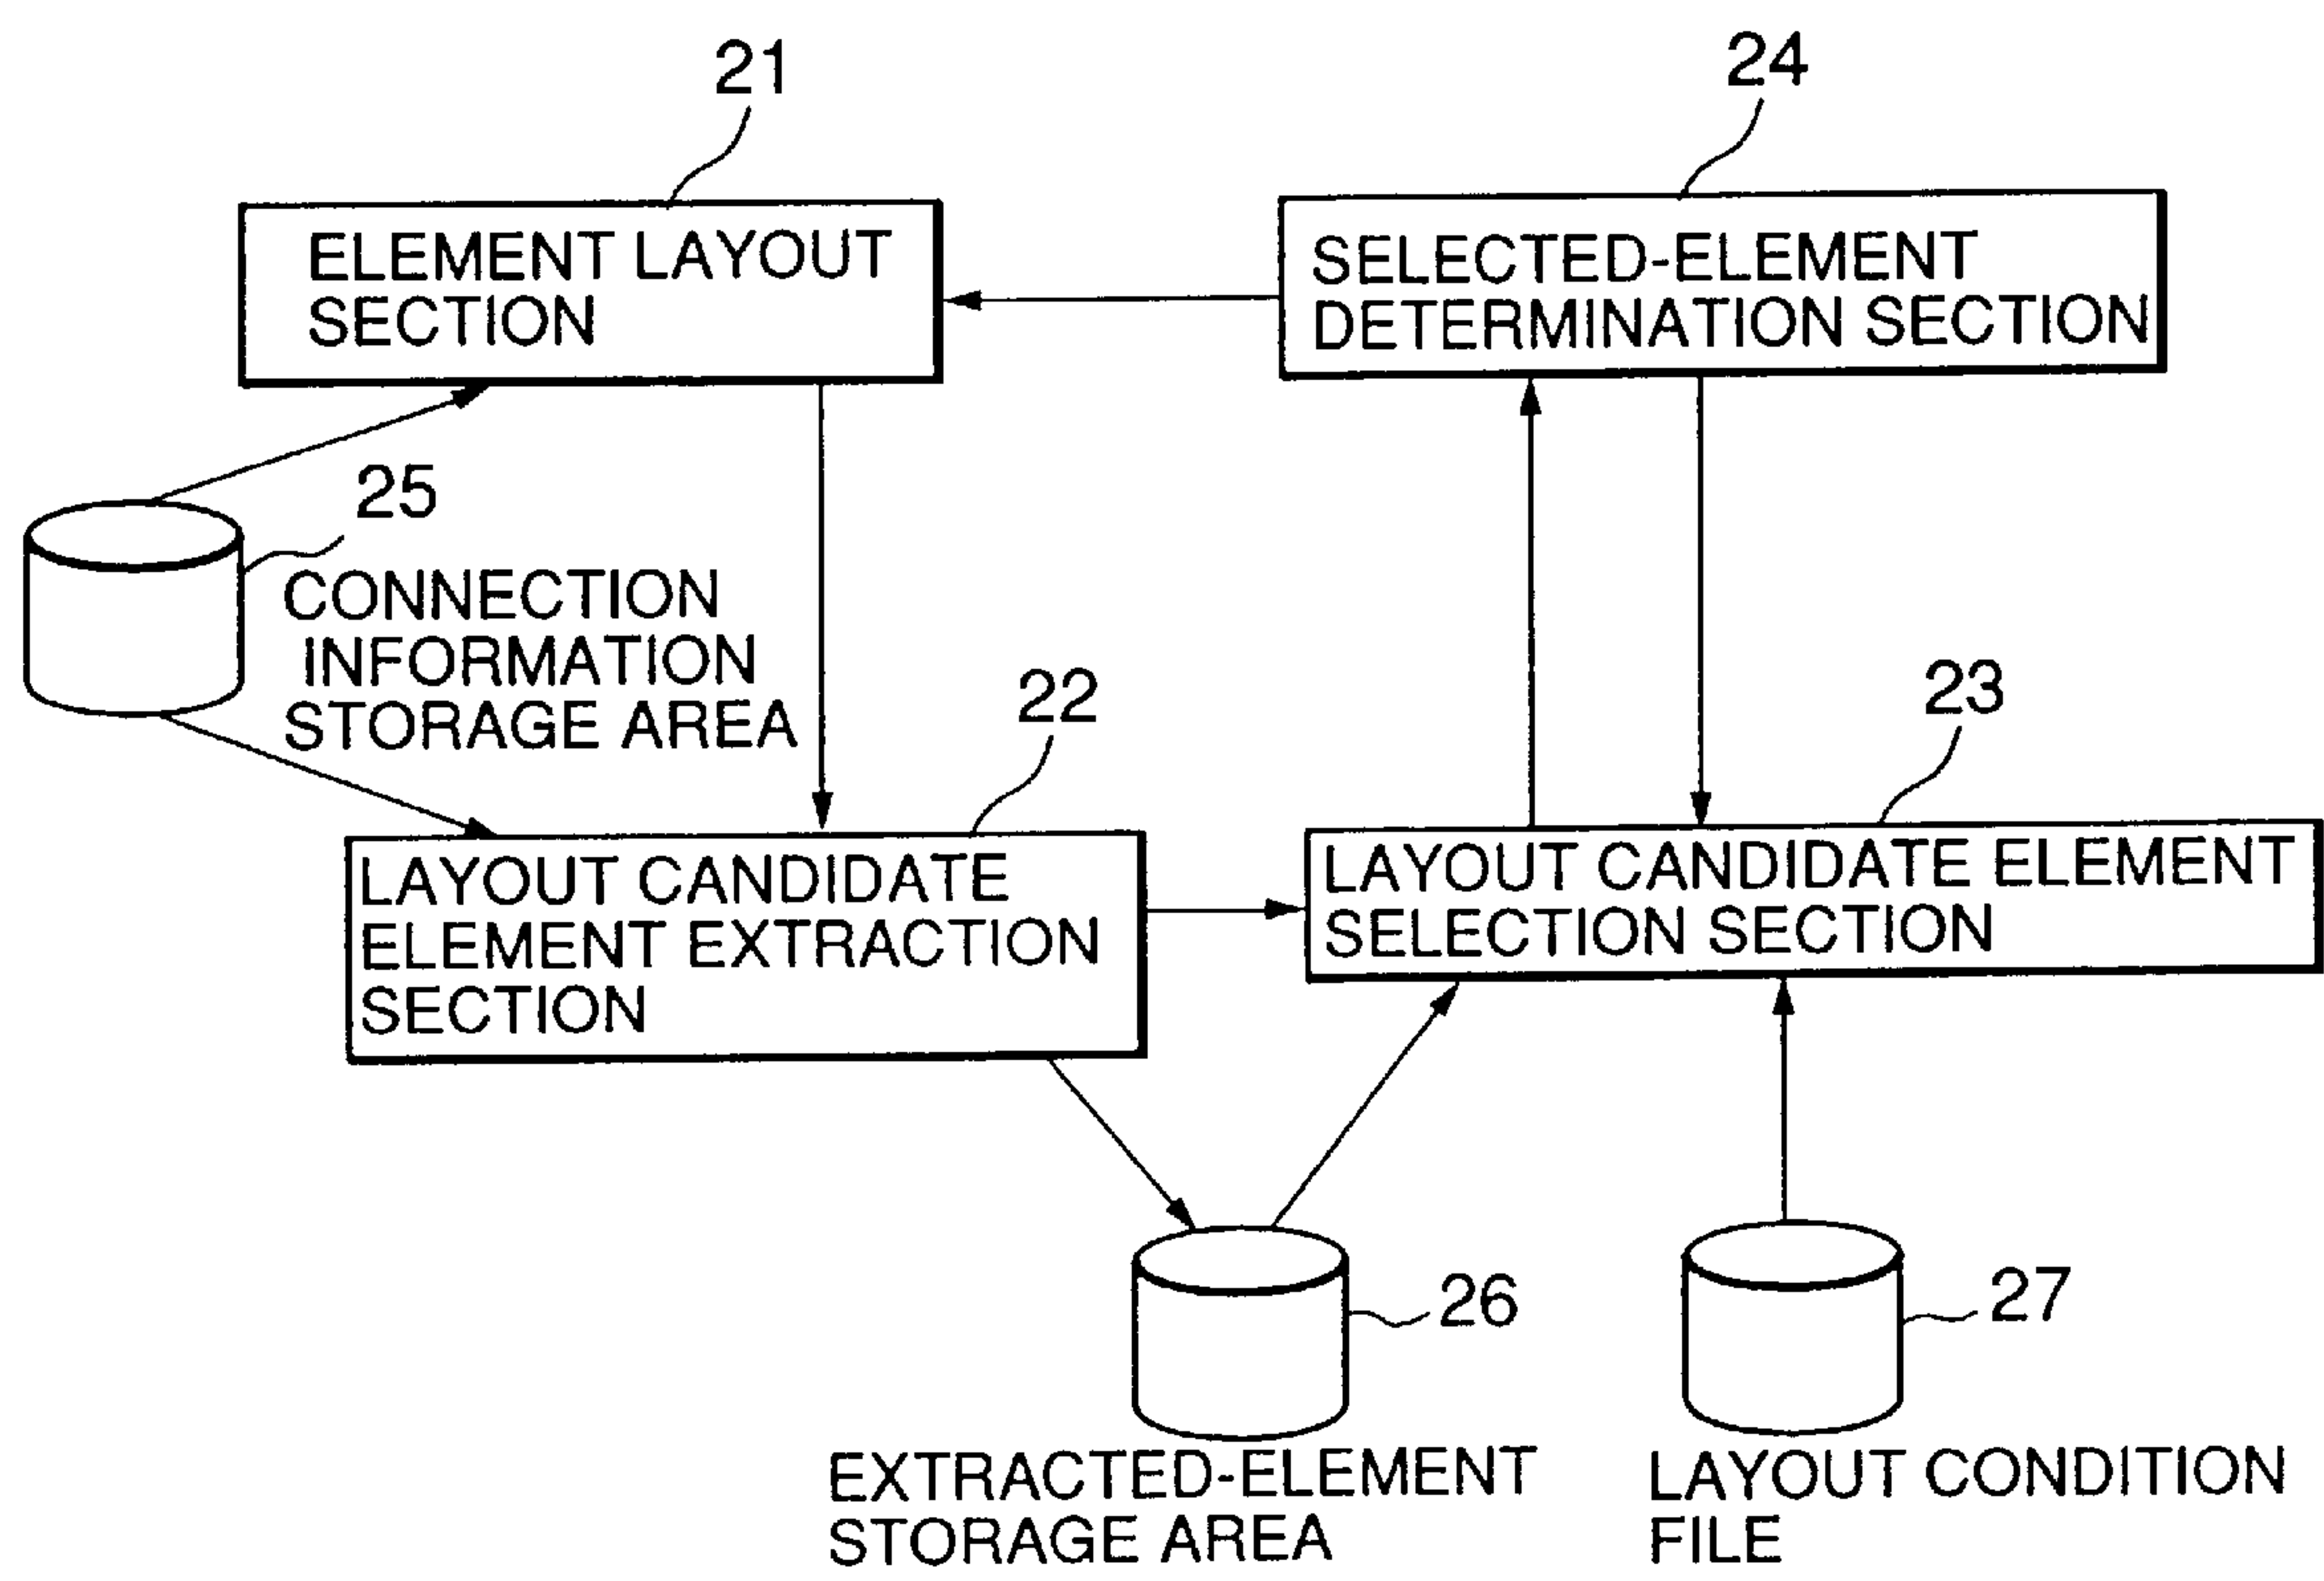 21
24
ELEMENT LAYOUT
SECTION
SELECTED-ELEMENT
DETERMINATION SECTION
25
CONNECTION
INFORMATION
STORAGE AREA
22
23
LAYOUT CANDIDATE
ELEMENT EXTRACTION
SECTION
LAYOUT CANDIDATE ELEMENT
SELECTION SECTION
26
27
EXTRACTED-ELEMENT
STORAGE AREA
LAYOUT CONDITION
FILE